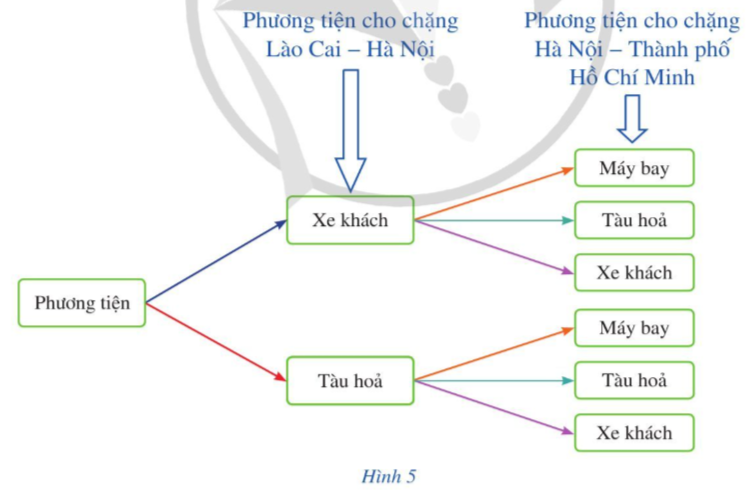 Phương tiện cho chặng
Lào Cai – Hà Nội
Phương tiện cho chặng
Hà Nội – Thành phố
Hồ Chí Minh
Máy bay
Xe khách
Tàu hoả
Xe khách
Phương tiện
Máy bay
Tàu hoả
Tàu hoả
Xe khách
Hình 5